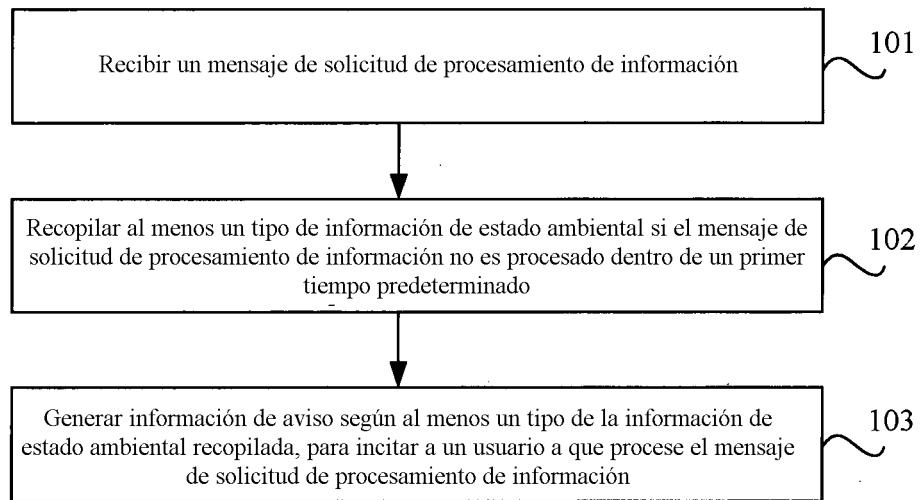 Recibir un mensaje de solicitud de procesamiento de información
101
Recopilar al menos un tipo de información de estado ambiental si el mensaje de
solicitud de procesamiento de información no es procesado dentro de un primer
tiempo predeterminado
102
Generar información de aviso según al menos un tipo de la información de
estado ambiental recopilada, para incitar a un usuario a que procese el mensaje
de solicitud de procesamiento de información
103